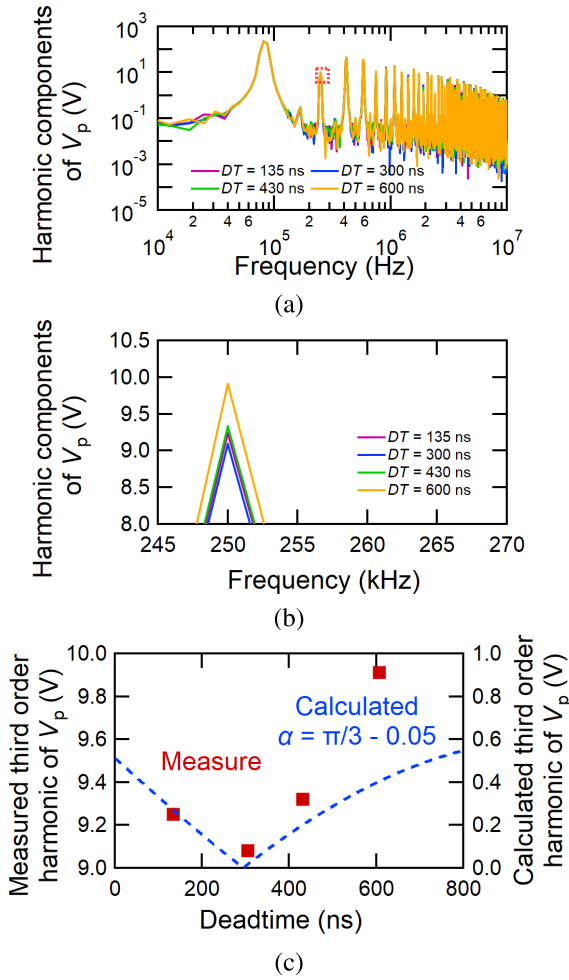 Harmonic components
of Vp (V)
10^1
10^-1
10^-3
10^-5
DT = 135 ns
DT = 300 ns
DT = 430 ns
DT = 600 ns
10^4
2
4
6
10^5
2
4
6
10^6
2
4
6
10^7
Frequency (Hz)
(a)
Harmonic components
of Vp (V)
10.5
10.0
9.5
9.0
8.5
8.0
DT = 135 ns
DT = 300 ns
DT = 430 ns
DT = 600 ns
245 250 255 260 265 270
Frequency (kHz)
(b)
Measured third order
harmonic of Vp (V)
10.0
9.8
9.6
9.4
9.2
9.0
Calculated
α = π/3 - 0.05
Measure
1.0
0.8
0.6
0.4
0.2
0.0
Calculated third order
harmonic of Vp (V)
0 200 400 600 800
Deadtime (ns)
(c)